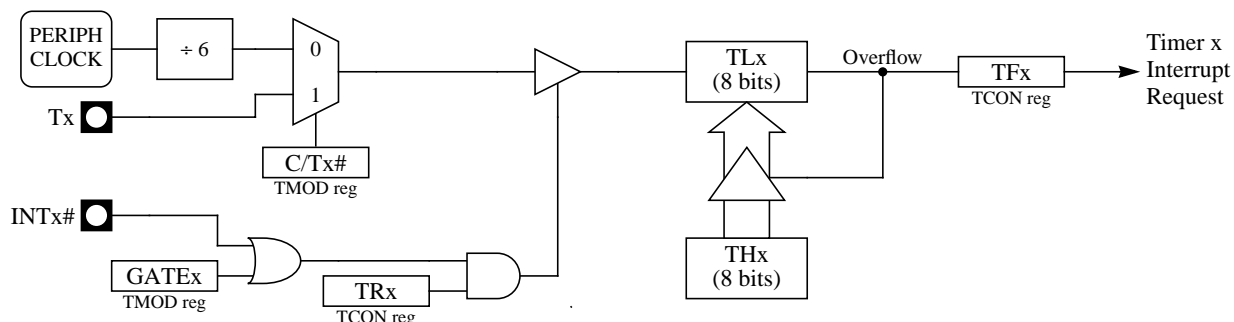 PERIPH
CLOCK
÷ 6
0
1
Tx
C/Tx#
TMOD reg
TLx
(8 bits)
Overflow
TFx
TCON reg
Timer x
Interrupt
Request
INTx#
GATEx
TMOD reg
TRx
TCON reg
THx
(8 bits)